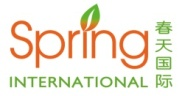 Spring
INTERNATIONAL
春天国际